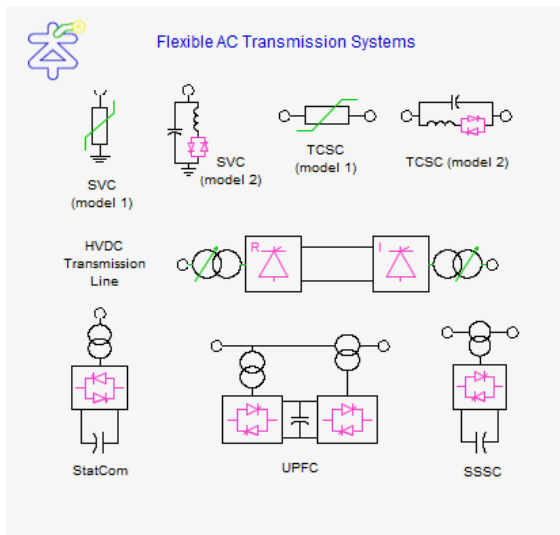 Flexible AC Transmission Systems
SVC
(model 1)
SVC
(model 2)
TCSC
(model 1)
TCSC (model 2)
HVDC
Transmission
Line
R
I
StatCom
UPFC
SSSC